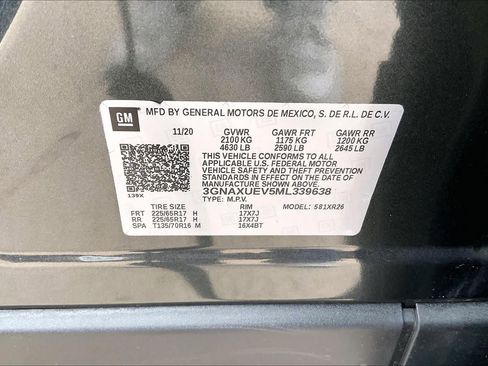 GM
MFD BY GENERAL MOTORS DE MEXICO, S. DE R.L. DE C.V.
11/20 GVWR GAWR FRT GAWR RR
2100 KG 1175 KG 1200 KG
4630 LB 2590 LB 2645 LB
THIS VEHICLE CONFORMS TO ALL
APPLICABLE U.S. FEDERAL MOTOR
VEHICLE SAFETY AND THEFT PREVENTION
STANDARDS IN EFFECT ON THE DATE OF
MANUFACTURE SHOWN ABOVE.
3GNAXUEV5ML339638
TYPE: M.P.V.
139X
TIRE SIZE RIM MODEL: 581XR26
FRT 225/65R17 H 17X7J
RR 225/65R17 H 17X7J
SPA T135/70R16 M 16X4BT